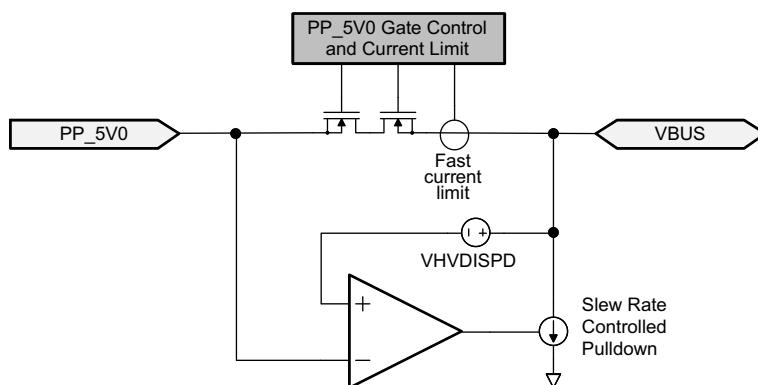 PP_5V0 Gate Control
and Current Limit
PP_5V0
VBUS
Fast
current
limit
VHVDISPD
Slew Rate
Controlled
Pulldown